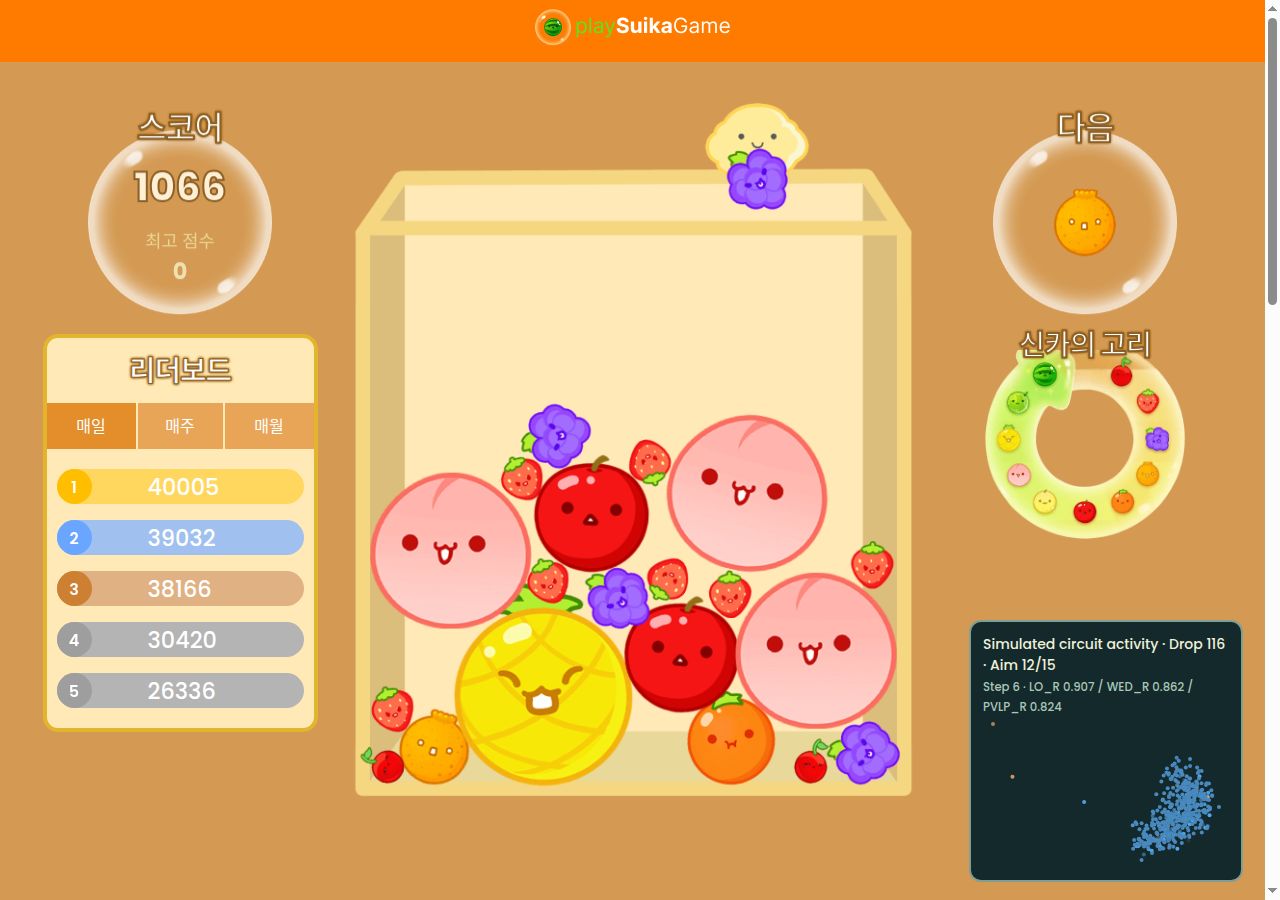 playSuikaGame
스코어
1066
최고 점수
0
다음
신카의 고리
리더보드
매일 매주 매월
1 40005
2 39032
3 38166
4 30420
5 26336
Simulated circuit activity · Drop 116
· Aim 12/15
Step 6 · LO_R 0.907 / WED_R 0.862 /
PVLP_R 0.824